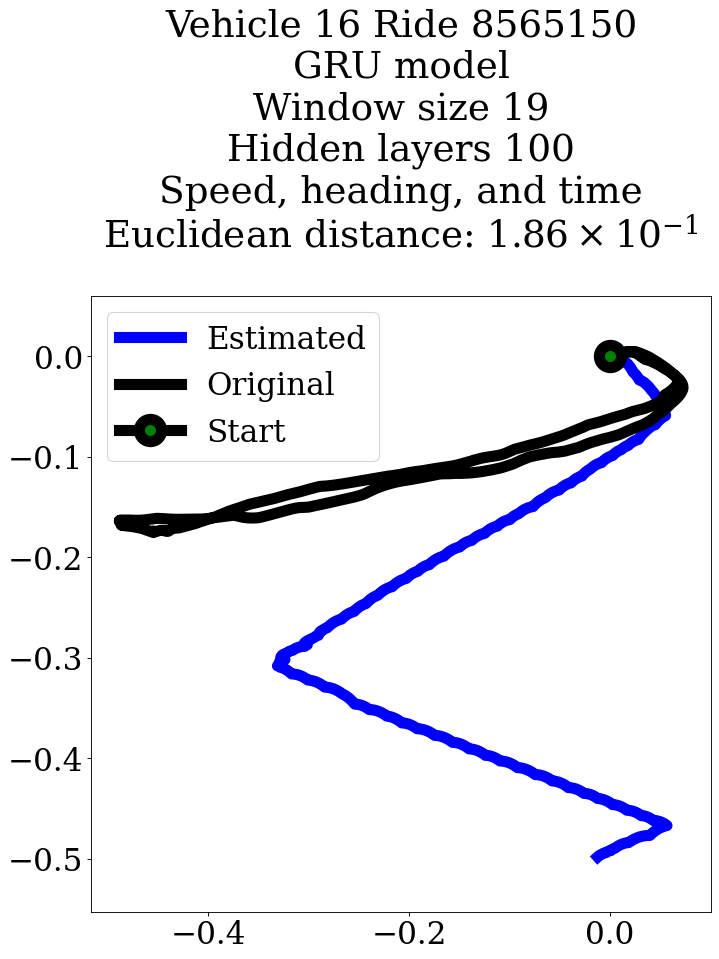 Vehicle 16 Ride 8565150
GRU model
Window size 19
Hidden layers 100
Speed, heading, and time
Euclidean distance: 1.86 × 10⁻¹
Estimated
Original
Start
0.0
−0.1
−0.2
−0.3
−0.4
−0.5
−0.4 −0.2 0.0